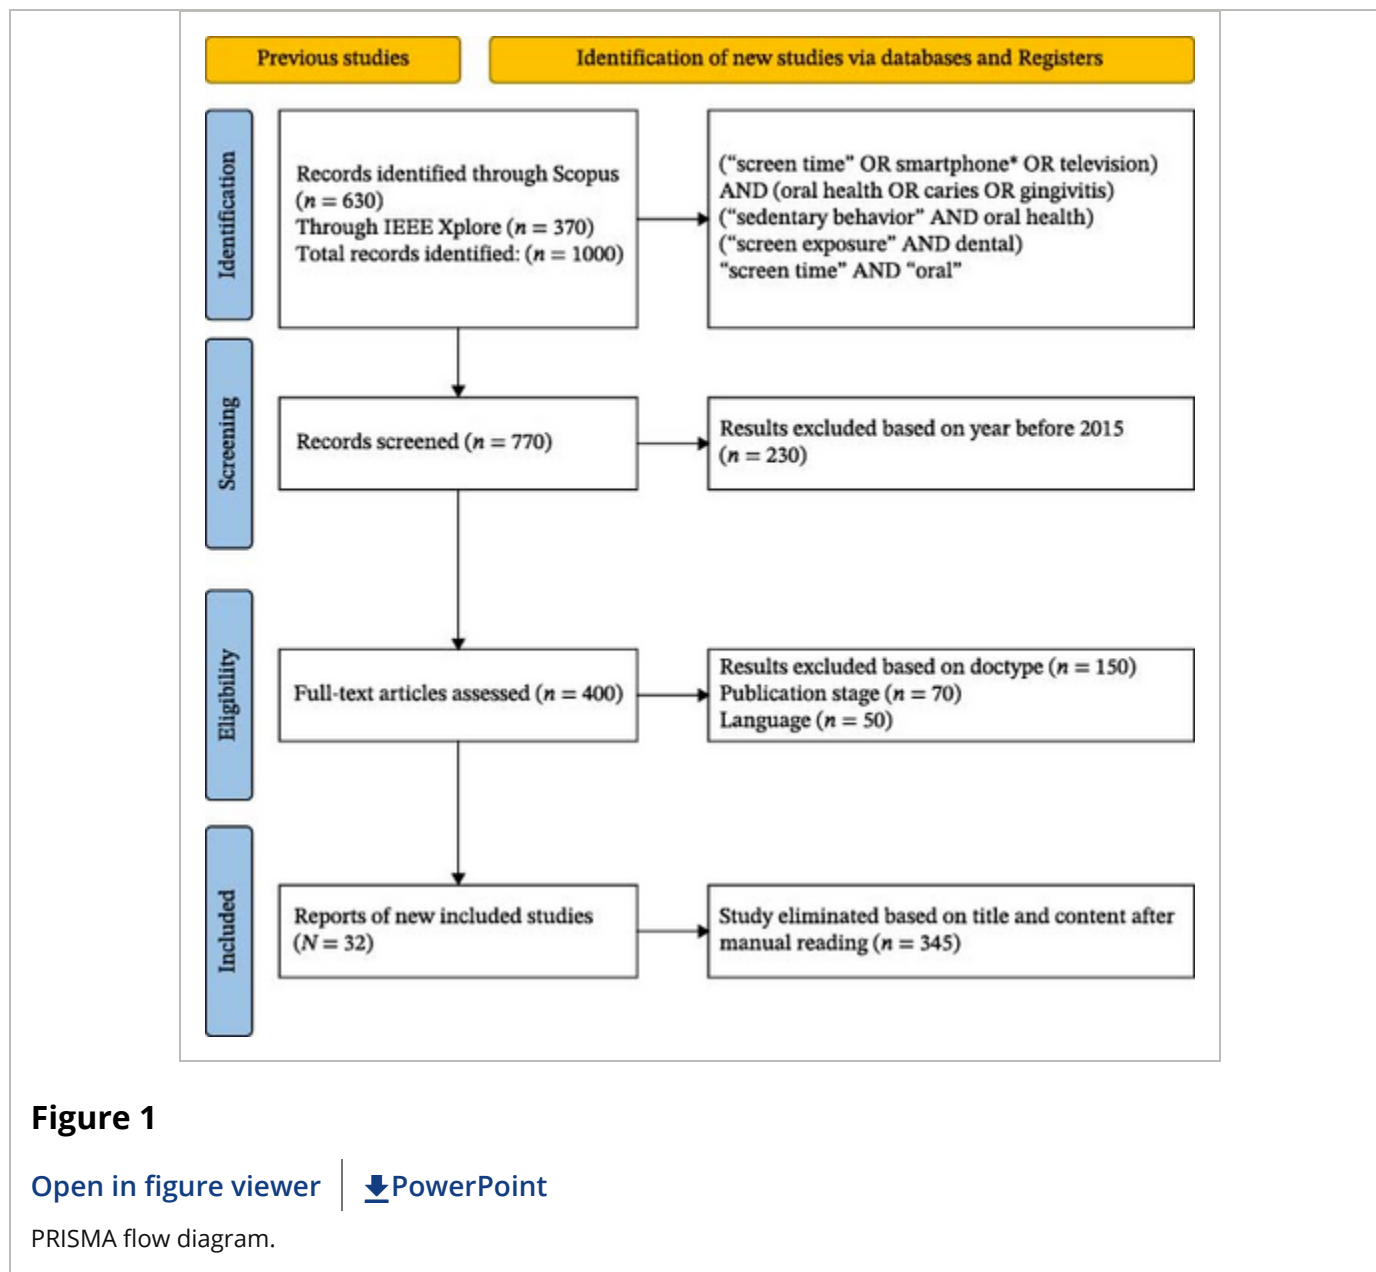 Previous studies
Identification of new studies via databases and Registers
Identification
Records identified through Scopus
(n = 630)
Through IEEE Xplore (n = 370)
Total records identified: (n = 1000)
(“screen time” OR smartphone* OR television)
AND (oral health OR caries OR gingivitis)
(“sedentary behavior” AND oral health)
(“screen exposure” AND dental)
“screen time” AND “oral”
Screening
Records screened (n = 770)
Results excluded based on year before 2015
(n = 230)
Eligibility
Full-text articles assessed (n = 400)
Results excluded based on doctype (n = 150)
Publication stage (n = 70)
Language (n = 50)
Included
Reports of new included studies
(N = 32)
Study eliminated based on title and content after
manual reading (n = 345)
Figure 1
Open in figure viewer
PowerPoint
PRISMA flow diagram.